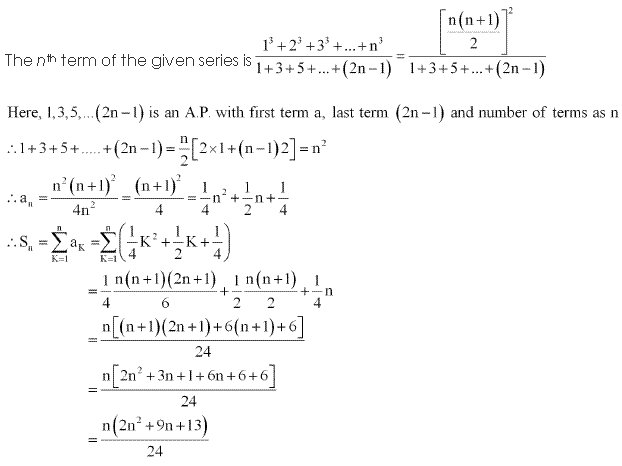 The nth term of the given series is (1³ + 2³ + 3³ + ... + n³)/(1 + 3 + 5 + ... + (2n − 1)) = [n(n + 1)/2]²/(1 + 3 + 5 + ... + (2n − 1))
Here, 1,3,5,...(2n − 1) is an A.P. with first term a, last term (2n − 1) and number of terms as n
∴ 1 + 3 + 5 + ..... + (2n − 1) = n/2 [2 × 1 + (n − 1)2] = n²
∴ aₙ = n²(n + 1)²/4n² = (n + 1)²/4 = 1/4 n² + 1/2 n + 1/4
∴ Sₙ = ∑_{K=1}^{n} a_K = ∑_{K=1}^{n} (1/4 K² + 1/2 K + 1/4)
= 1/4 n(n + 1)(2n + 1)/6 + 1/2 n(n + 1)/2 + 1/4 n
= n[(n + 1)(2n + 1) + 6(n + 1) + 6]/24
= n[2n² + 3n + 1 + 6n + 6 + 6]/24
= n(2n² + 9n + 13)/24